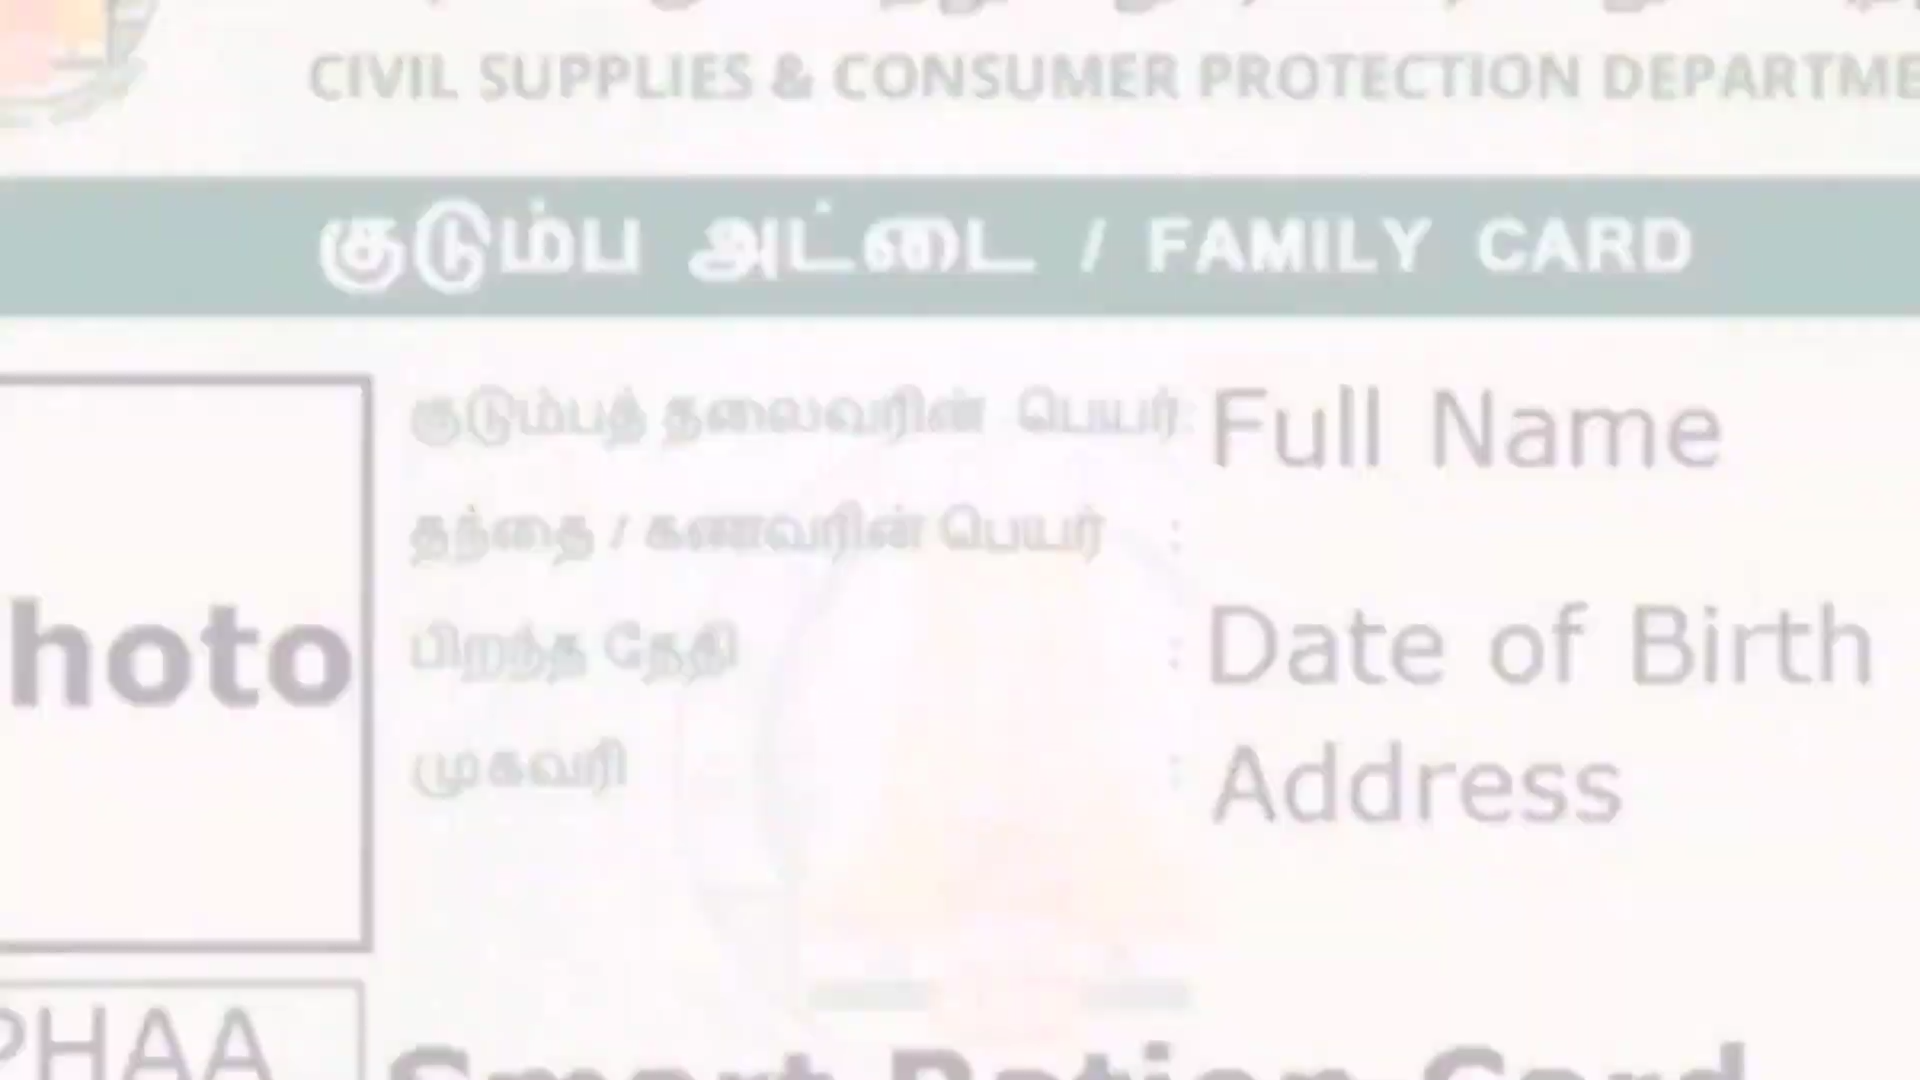 CIVIL SUPPLIES & CONSUMER PROTECTION DEPARTME
குடும்ப அட்டை / FAMILY CARD
குடும்பத் தலைவரின் பெயர் : Full Name
தந்தை / கணவரின் பெயர் :
பிறந்த தேதி : Date of Birth
hoto
முகவரி : Address
PHAA
Smart Ration Card